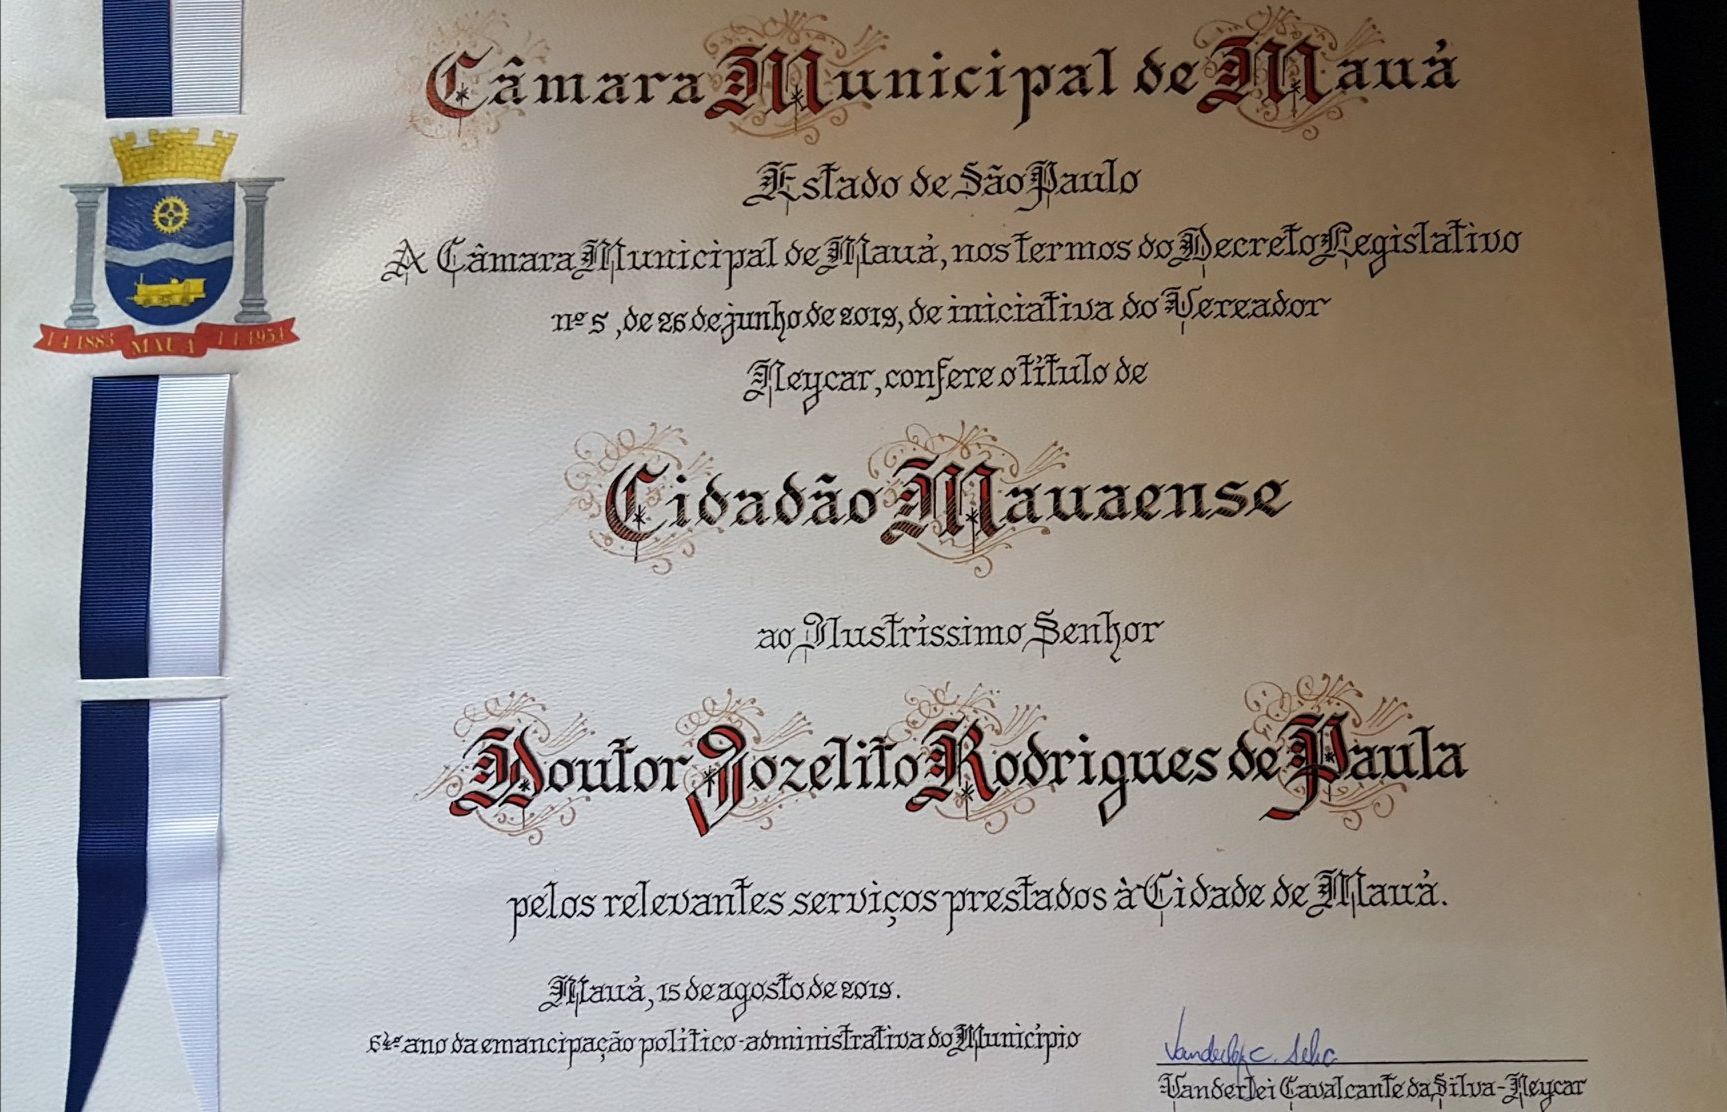 Câmara Municipal de Mauá
Estado de São Paulo
A Câmara Municipal de Mauá, nos termos do Decreto Legislativo
nº 5, de 26 de junho de 2019, de iniciativa do Vereador
Neycar, confere o título de
Cidadão Mauaense
ao Ilustríssimo Senhor
Doutor Jozelito Rodrigues de Paula
pelos relevantes serviços prestados à Cidade de Mauá.
Mauá, 15 de agosto de 2019.
64º ano da emancipação político-administrativa do Município
Vanderlei Cavalcante da Silva - Neycar
MAUÁ
1.4.1883
1.1.1954